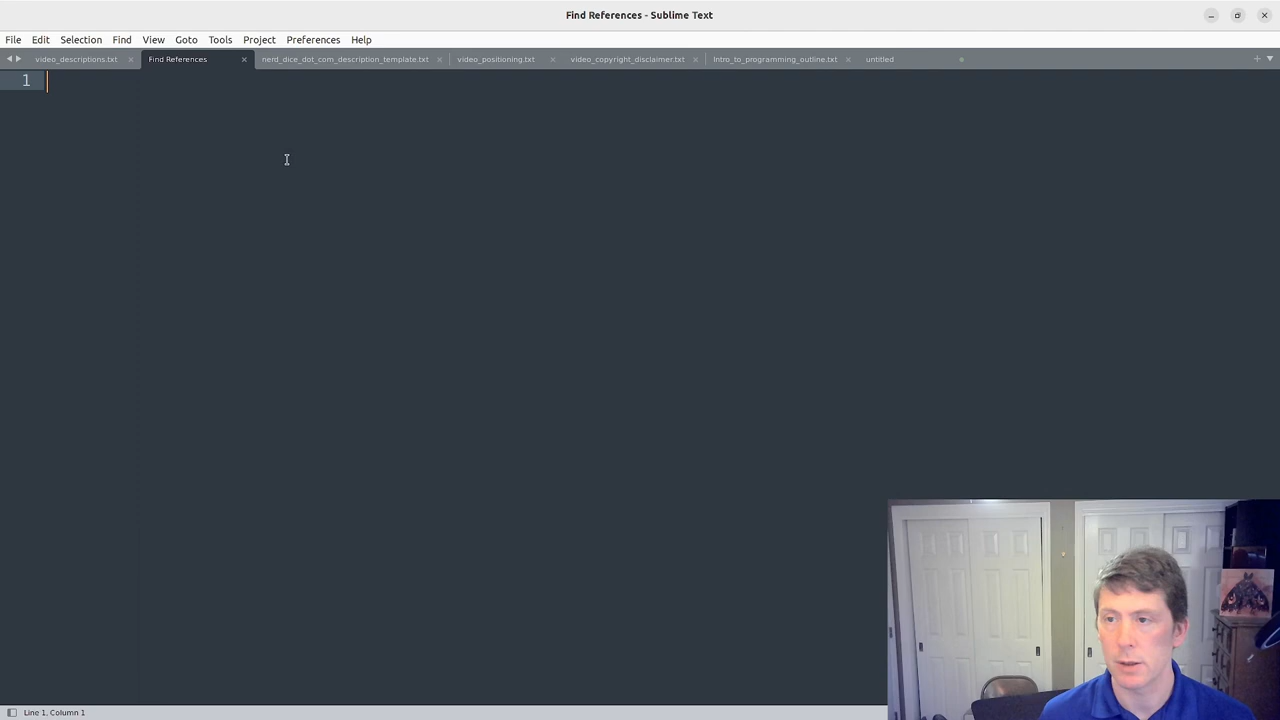 Find References - Sublime Text
File Edit Selection Find View Goto Tools Project Preferences Help
video_descriptions.txt Find References nerd_dice_dot_com_description_template.txt video_positioning.txt video_copyright_disclaimer.txt Intro_to_programming_outline.txt untitled
1
Line 1, Column 1